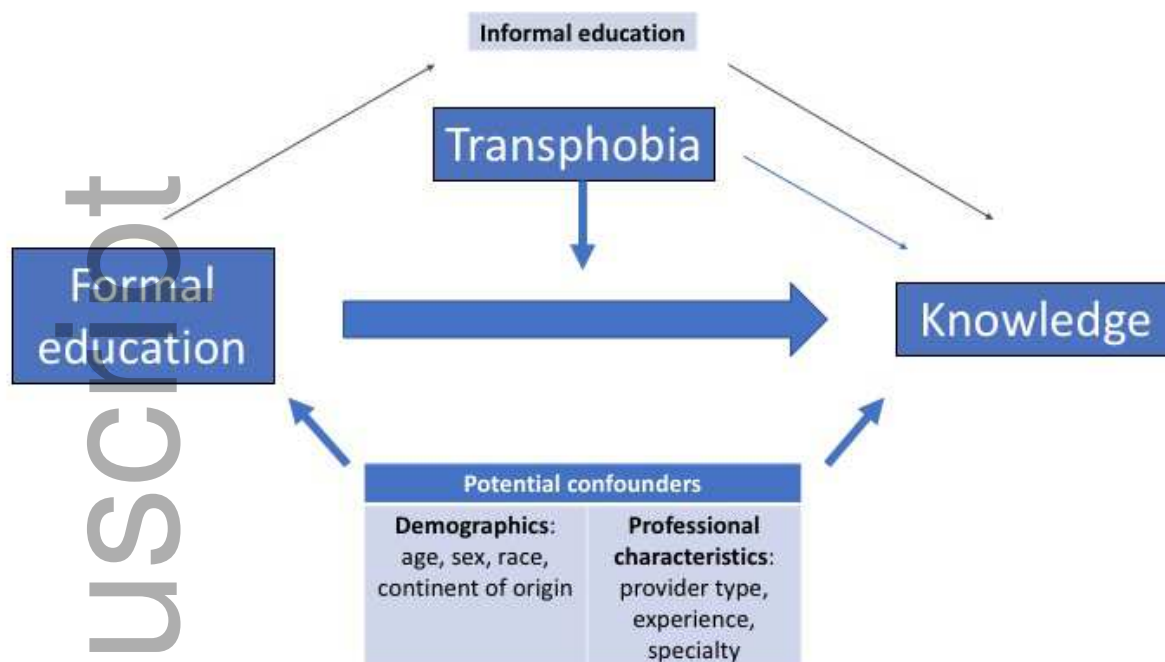 Informal education
Transphobia
Formal
education
Knowledge
uscript
Potential confounders
Demographics:
age, sex, race,
continent of origin
Professional
characteristics:
provider type,
experience,
specialty